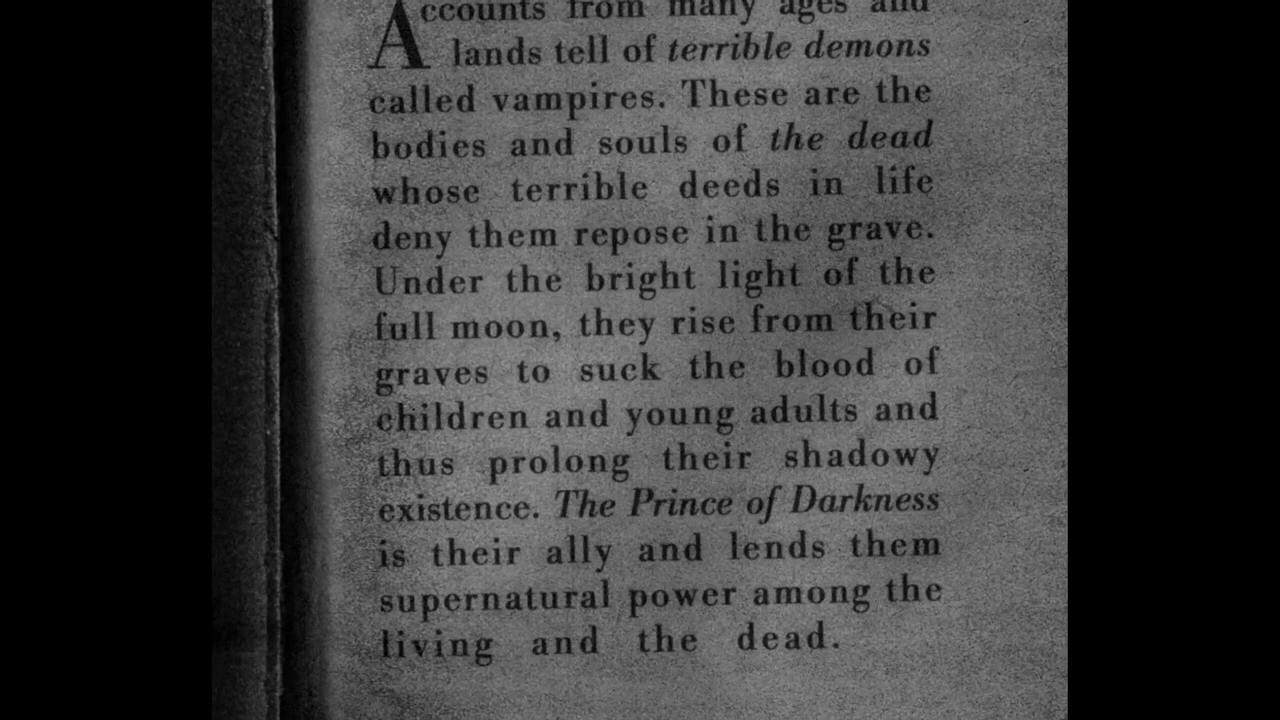 Accounts from many ages and
lands tell of terrible demons
called vampires. These are the
bodies and souls of the dead
whose terrible deeds in life
deny them repose in the grave.
Under the bright light of the
full moon, they rise from their
graves to suck the blood of
children and young adults and
thus prolong their shadowy
existence. The Prince of Darkness
is their ally and lends them
supernatural power among the
living and the dead.